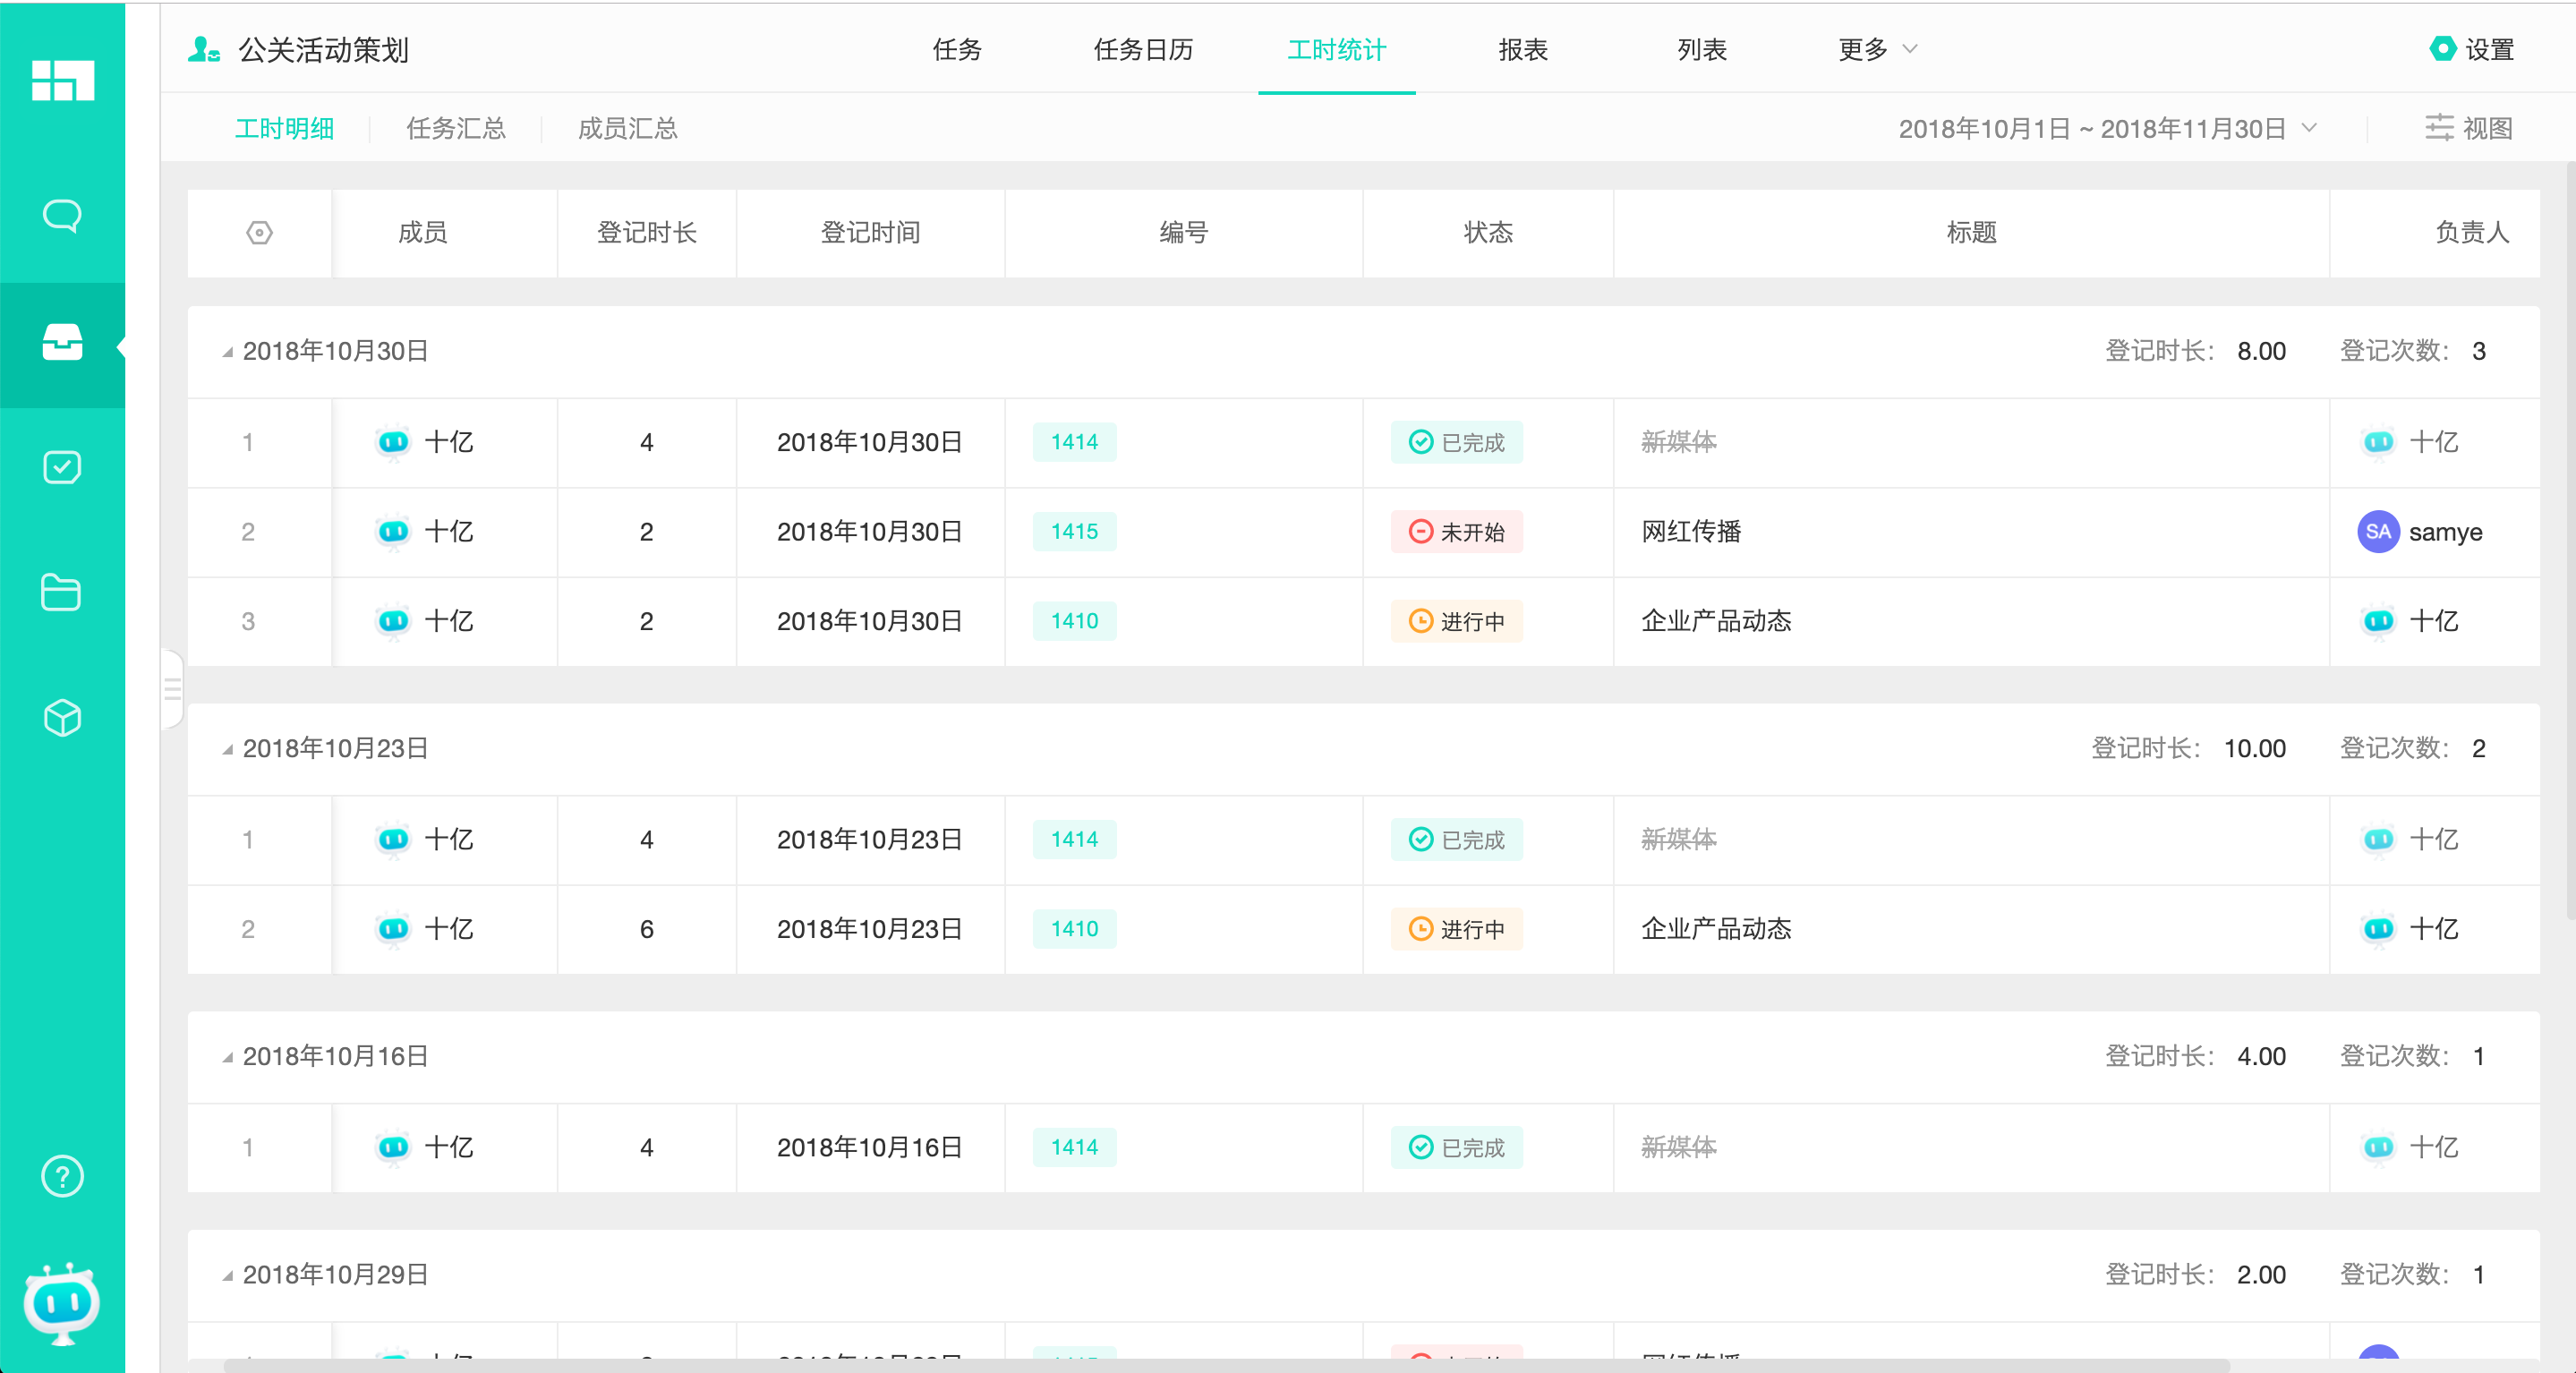 公关活动策划 任务 任务日历 工时统计 报表 列表 更多 设置
工时明细 任务汇总 成员汇总 2018年10月1日 ~ 2018年11月30日 视图
成员 登记时长 登记时间 编号 状态 标题 负责人
2018年10月30日 登记时长: 8.00 登记次数: 3
1 十亿 4 2018年10月30日 1414 已完成 新媒体 十亿
2 十亿 2 2018年10月30日 1415 未开始 网红传播 SA samye
3 十亿 2 2018年10月30日 1410 进行中 企业产品动态 十亿
2018年10月23日 登记时长: 10.00 登记次数: 2
1 十亿 4 2018年10月23日 1414 已完成 新媒体 十亿
2 十亿 6 2018年10月23日 1410 进行中 企业产品动态 十亿
2018年10月16日 登记时长: 4.00 登记次数: 1
1 十亿 4 2018年10月16日 1414 已完成 新媒体 十亿
2018年10月29日 登记时长: 2.00 登记次数: 1